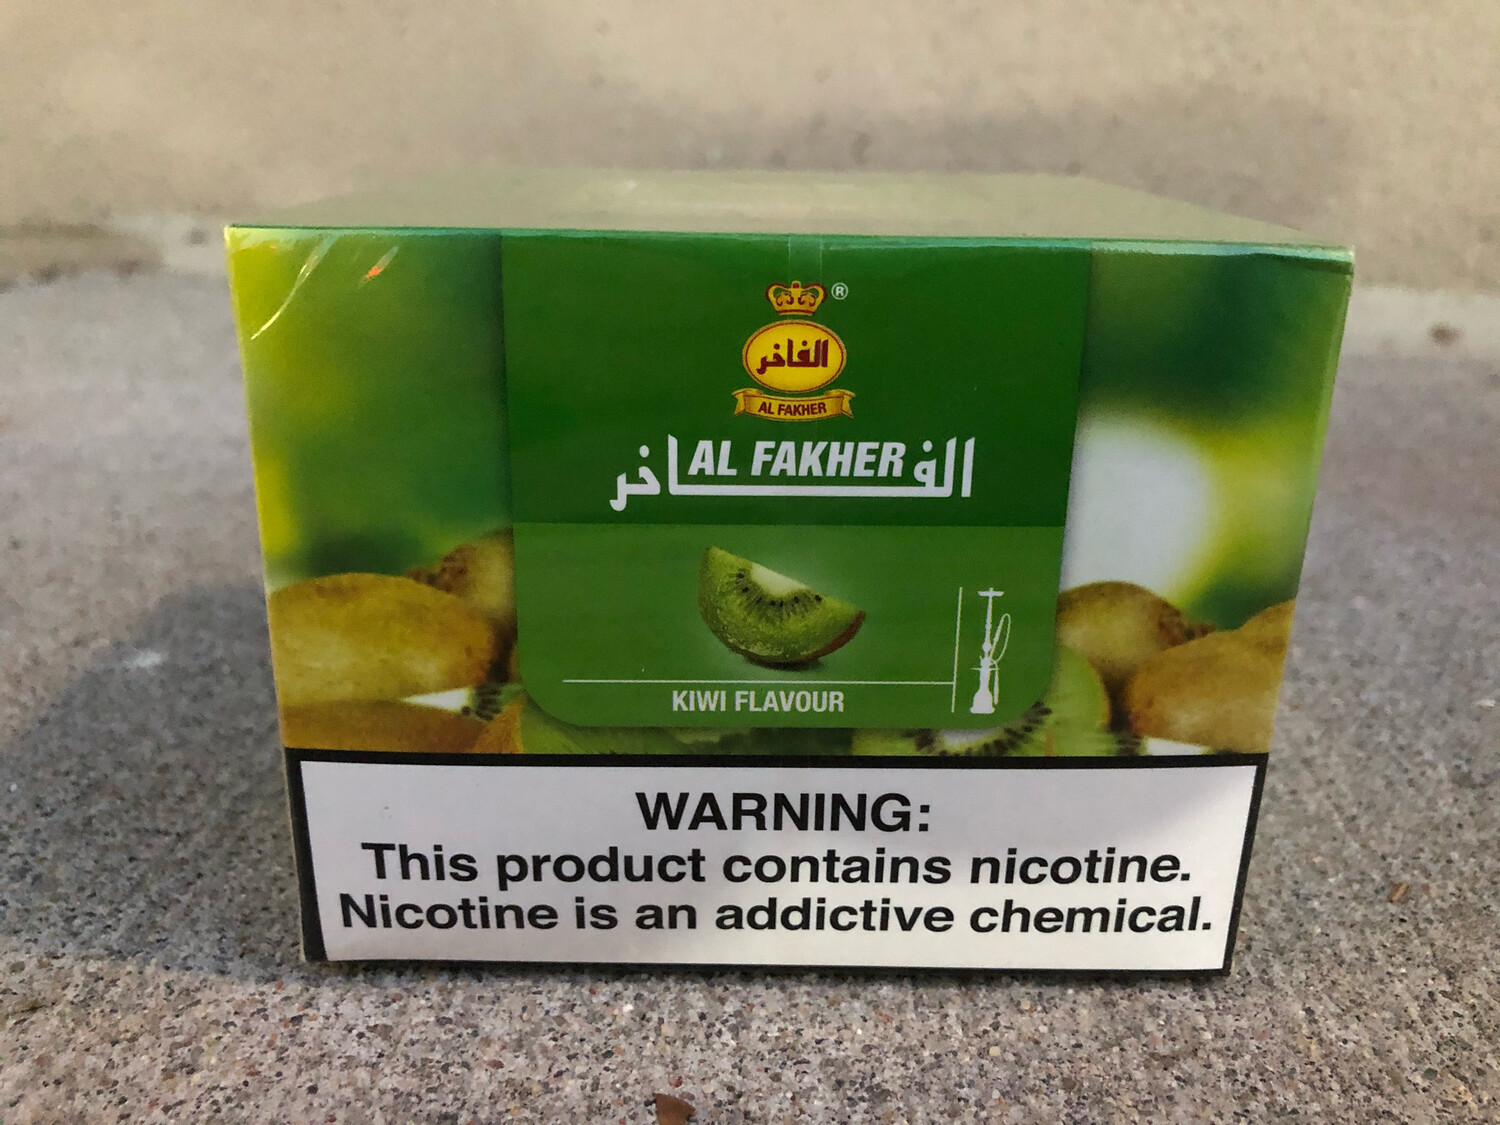 ®
الفاخر
AL FAKHER
الفاخر
AL FAKHER
KIWI FLAVOUR
WARNING:
This product contains nicotine.
Nicotine is an addictive chemical.